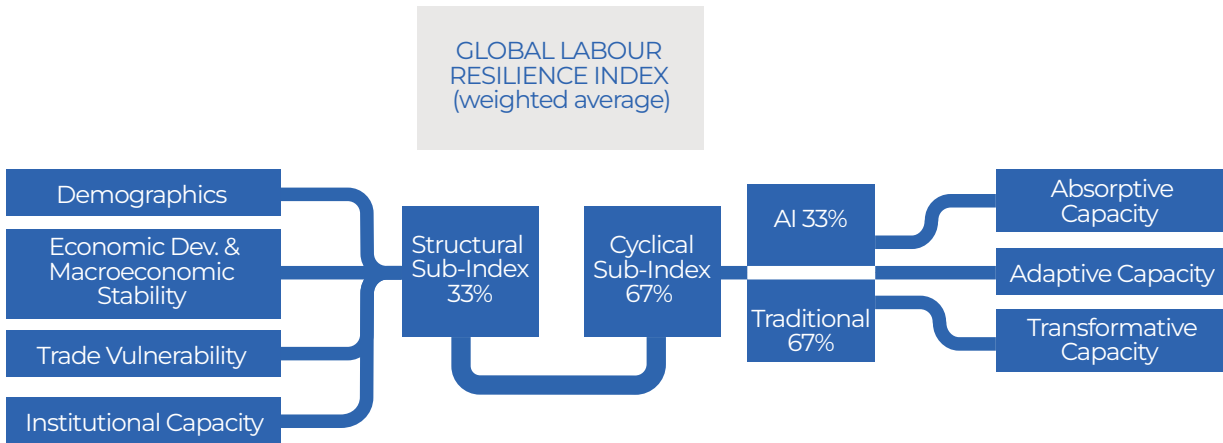 GLOBAL LABOUR
RESILIENCE INDEX
(weighted average)
Demographics
Economic Dev. &
Macroeconomic
Stability
Trade Vulnerability
Institutional Capacity
Structural
Sub-Index
33%
Cyclical
Sub-Index
67%
AI 33%
Traditional
67%
Absorptive
Capacity
Adaptive Capacity
Transformative
Capacity